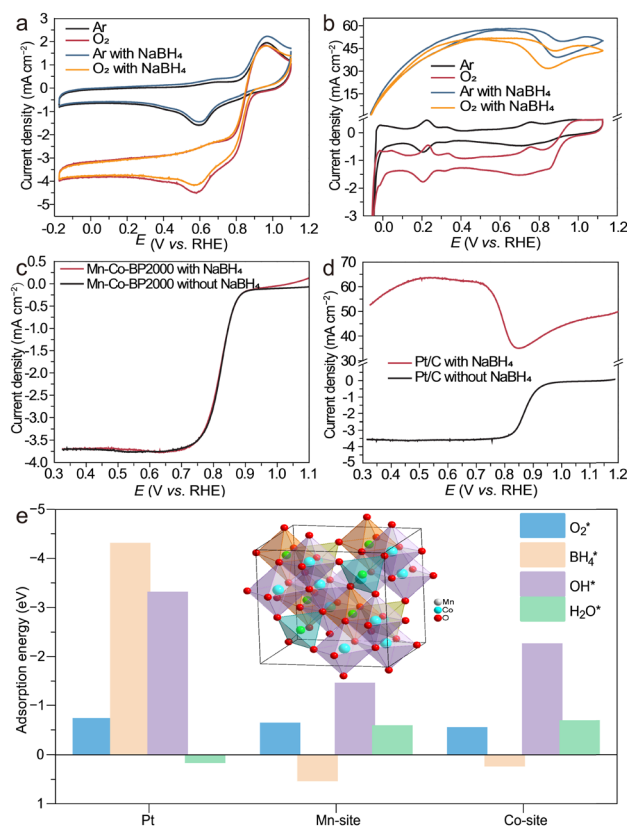 a
Ar
O₂
Ar with NaBH₄
O₂ with NaBH₄
Current density (mA cm⁻²)
3
2
1
0
-1
-2
-3
-4
-5
-0.2 0.0 0.2 0.4 0.6 0.8 1.0 1.2
E (V vs. RHE)
b
Ar
O₂
Ar with NaBH₄
O₂ with NaBH₄
Current density (mA cm⁻²)
60
45
30
15
0
-1
-2
-3
0.0 0.2 0.4 0.6 0.8 1.0 1.2
E (V vs. RHE)
c
Mn-Co-BP2000 with NaBH₄
Mn-Co-BP2000 without NaBH₄
Current density (mA cm⁻²)
0.5
0.0
-0.5
-1.0
-1.5
-2.0
-2.5
-3.0
-3.5
-4.0
0.3 0.4 0.5 0.6 0.7 0.8 0.9 1.0 1.1
E (V vs. RHE)
d
Pt/C with NaBH₄
Pt/C without NaBH₄
Current density (mA cm⁻²)
70
60
50
40
30
0
-1
-2
-3
-4
-5
0.3 0.4 0.5 0.6 0.7 0.8 0.9 1.0 1.1 1.2
E (V vs. RHE)
e
O₂*
BH₄*
OH*
H₂O*
Mn
Co
O
Adsorption energy (eV)
-5
-4
-3
-2
-1
0
1
Pt Mn-site Co-site